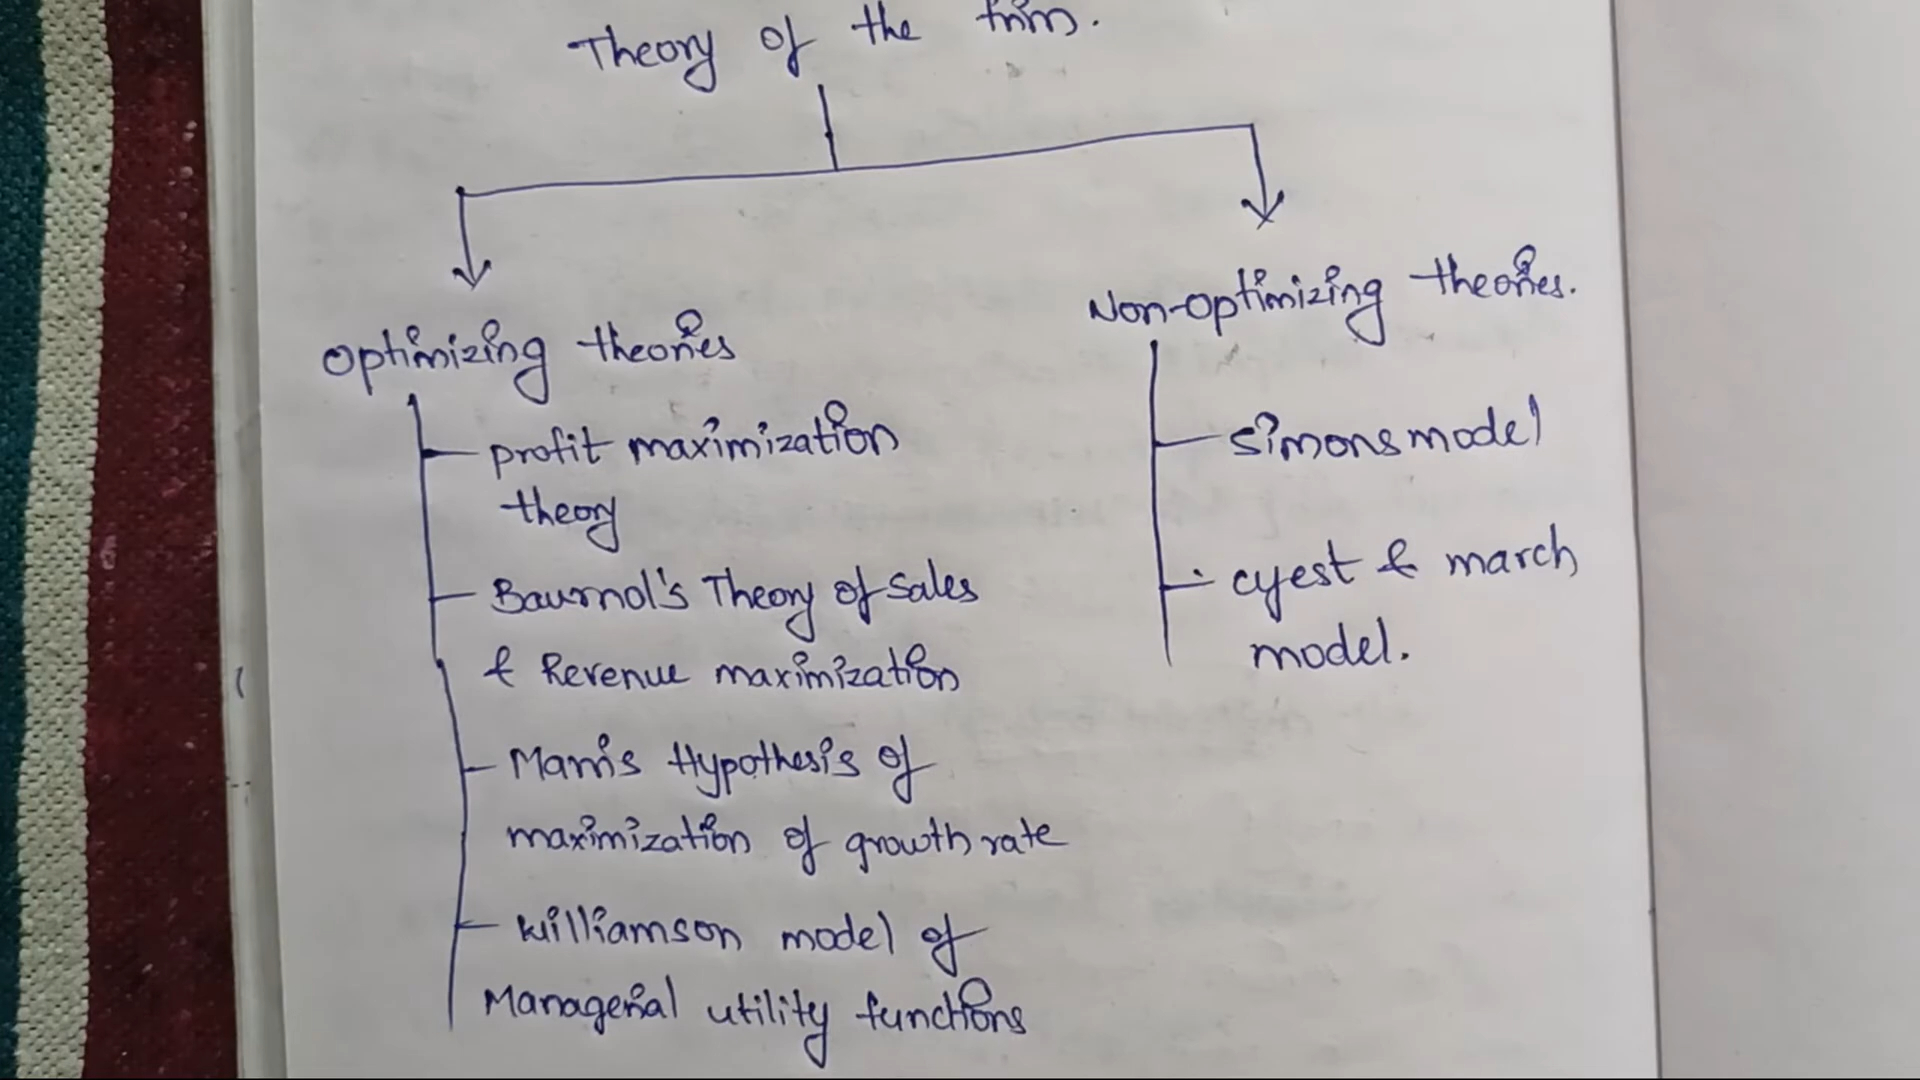 Theory of the firm.
Optimizing theories
Non-optimizing theories.
profit maximization
theory
Baumol's Theory of Sales
& Revenue maximization
Marris Hypothesis of
maximization of growth rate
Williamson model of
Managerial utility functions
Simons model
cyest & march
model.